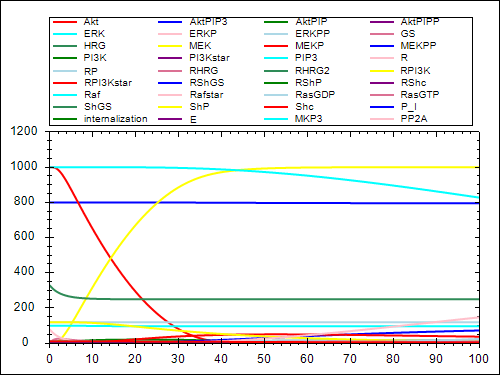 Akt AktPIP3 AktPIP AktPIPP
ERK ERKP ERKPP GS
HRG MEK MEKP MEKPP
PI3K PI3Kstar PIP3 R
RP RHRG RHRG2 RPI3K
RPI3Kstar RShGS RShP RShc
Raf Rafstar RasGDP RasGTP
ShGS ShP Shc P_I
internalization E MKP3 PP2A
1200
1000
800
600
400
200
0
0 10 20 30 40 50 60 70 80 90 100